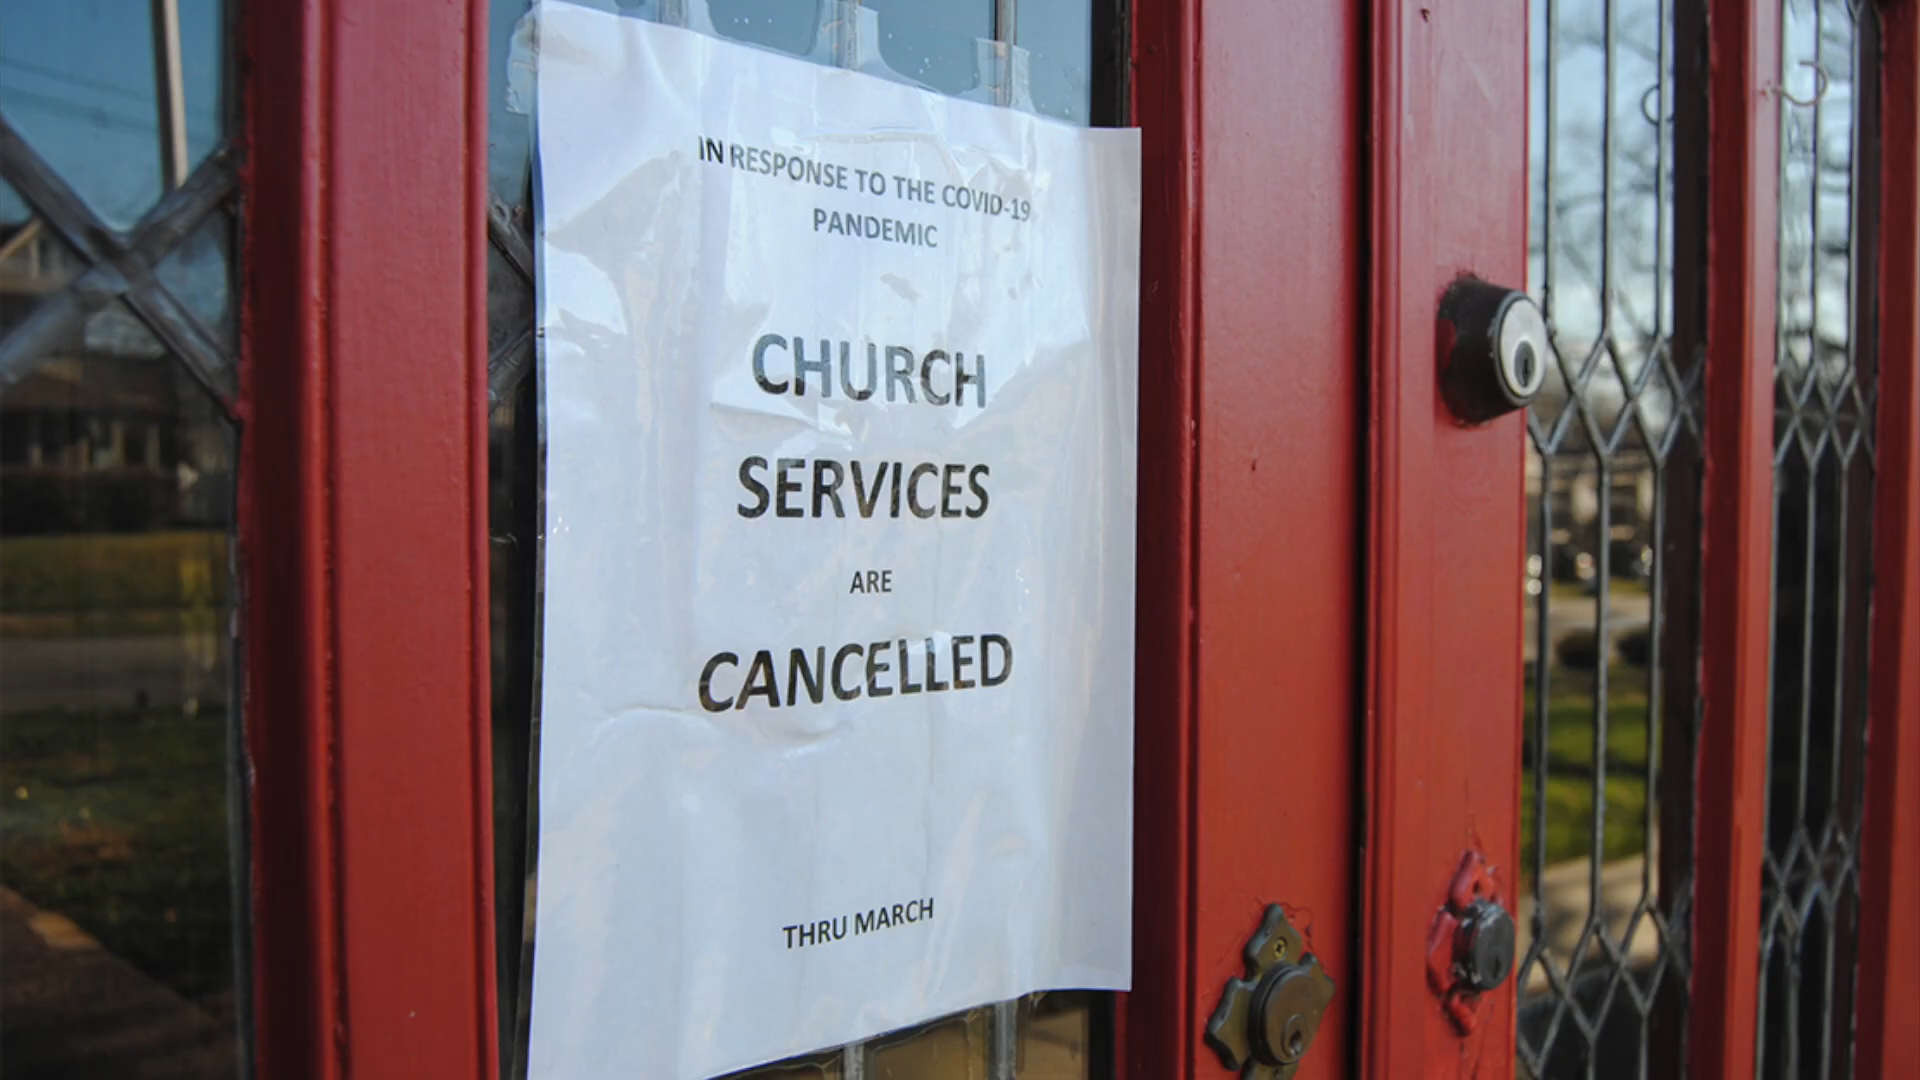 IN RESPONSE TO THE COVID-19
PANDEMIC
CHURCH
SERVICES
ARE
CANCELLED
THRU MARCH